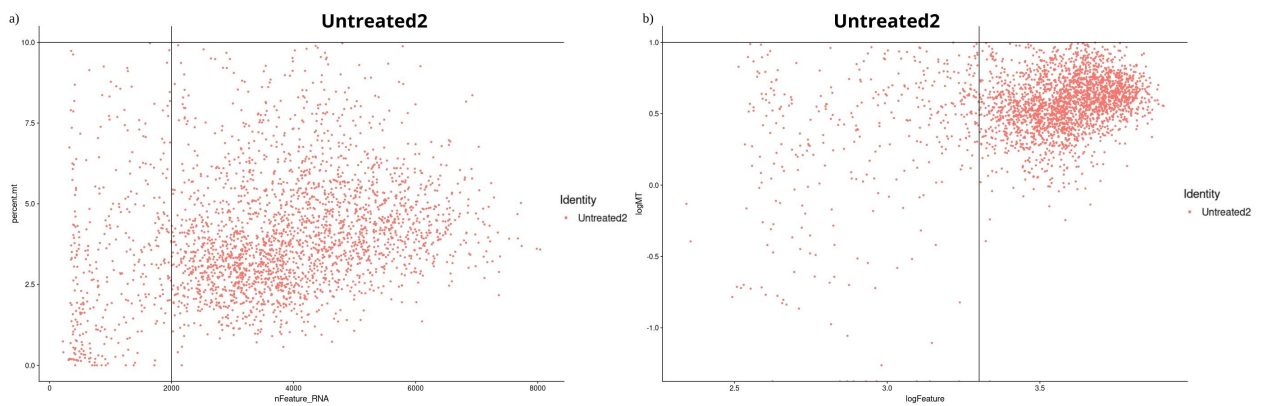 a)
Untreated2
10.0
7.5
5.0
2.5
0.0
percent.mt
0
2000
4000
6000
8000
nFeature_RNA
Identity
Untreated2
b)
Untreated2
1.0
0.5
0.0
-0.5
-1.0
logMT
2.5
3.0
3.5
logFeature
Identity
Untreated2